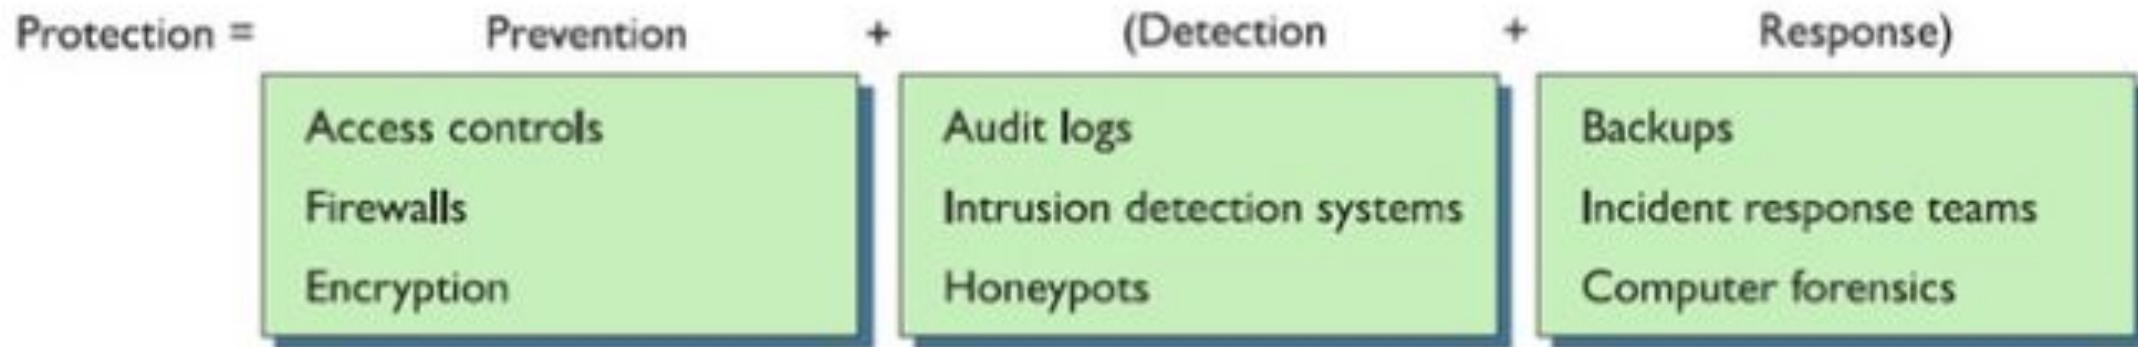 Protection = Prevention + (Detection + Response)
Access controls
Firewalls
Encryption
Audit logs
Intrusion detection systems
Honeypots
Backups
Incident response teams
Computer forensics